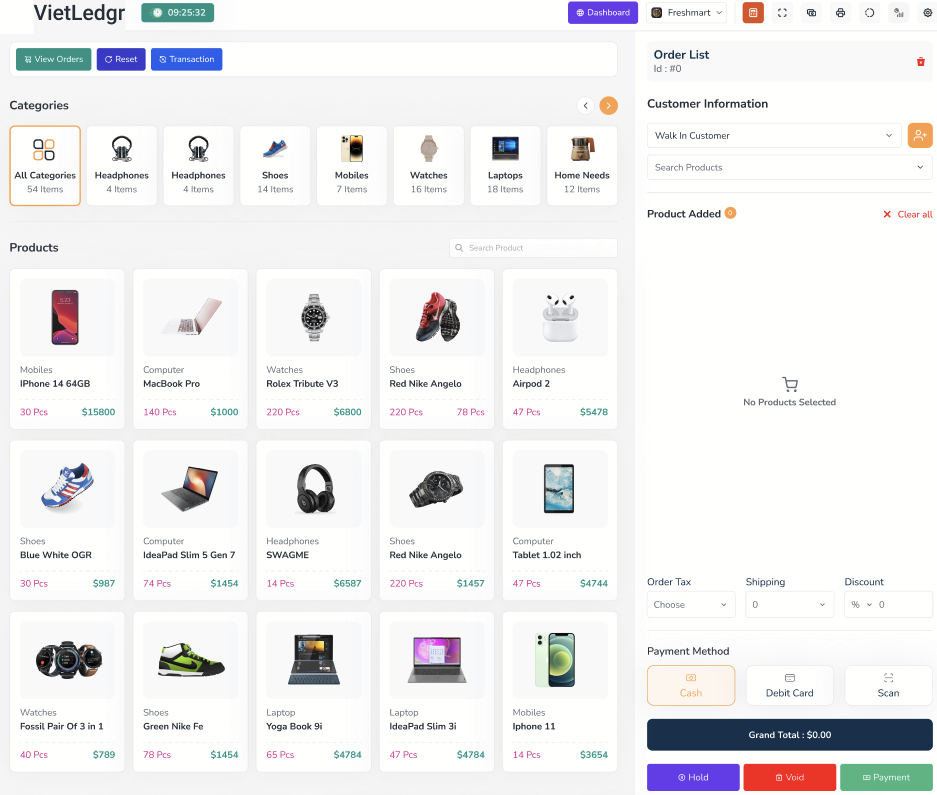 VietLedgr
09:25:32
Dashboard
Freshmart
View Orders
Reset
Transaction
Categories
All Categories
54 Items
Headphones
4 Items
Headphones
4 Items
Shoes
14 Items
Mobiles
7 Items
Watches
16 Items
Laptops
18 Items
Home Needs
12 Items
Products
Search Product
Mobiles
IPhone 14 64GB
30 Pcs $15800
Computer
MacBook Pro
140 Pcs $1000
Watches
Rolex Tribute V3
220 Pcs $6800
Shoes
Red Nike Angelo
220 Pcs 78 Pcs
Headphones
Airpod 2
47 Pcs $5478
Shoes
Blue White OGR
30 Pcs $987
Computer
IdeaPad Slim 5 Gen 7
74 Pcs $1454
Headphones
SWAGME
14 Pcs $6587
Shoes
Red Nike Angelo
220 Pcs $1457
Computer
Tablet 1.02 inch
47 Pcs $4744
Watches
Fossil Pair Of 3 in 1
40 Pcs $789
Shoes
Green Nike Fe
78 Pcs $1454
Laptop
Yoga Book 9i
65 Pcs $4784
Laptop
IdeaPad Slim 3i
47 Pcs $4784
Mobiles
Iphone 11
14 Pcs $3654
Order List
Id : #0
Customer Information
Walk In Customer
Search Products
Product Added 0
Clear all
No Products Selected
Order Tax
Choose
Shipping
0
Discount
% 0
Payment Method
Cash
Debit Card
Scan
Grand Total : $0.00
Hold
Void
Payment